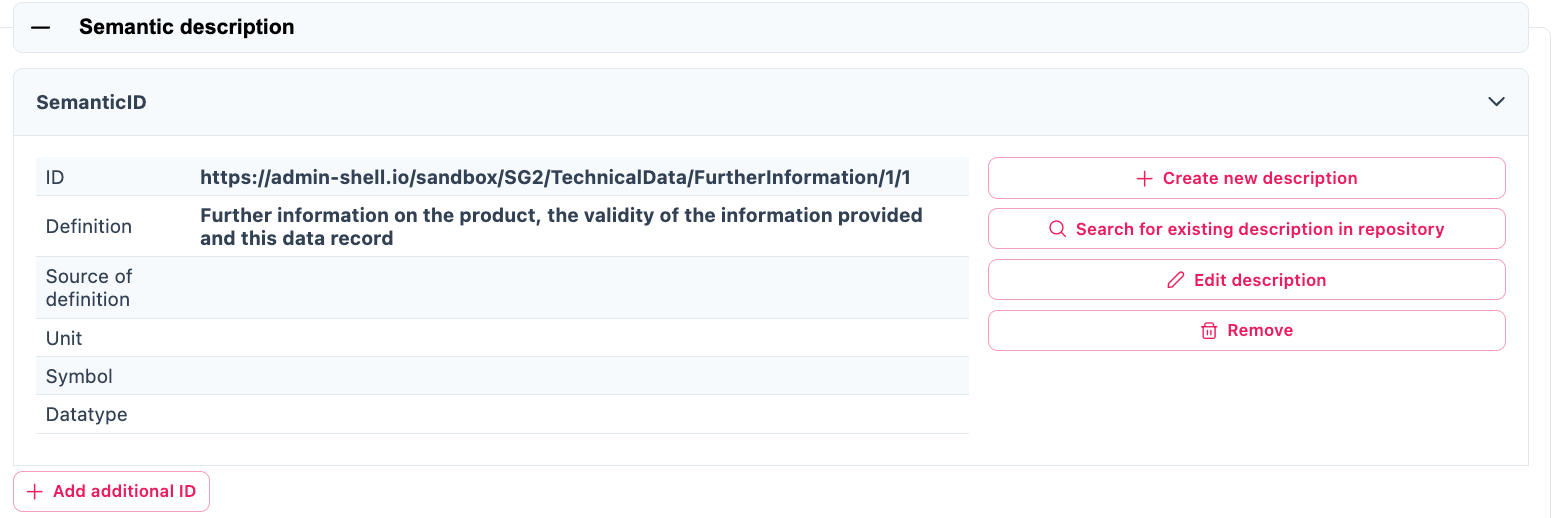 Semantic description
SemanticID
ID https://admin-shell.io/sandbox/SG2/TechnicalData/FurtherInformation/1/1
Definition Further information on the product, the validity of the information provided
and this data record
Source of
definition
Unit
Symbol
Datatype
Create new description
Search for existing description in repository
Edit description
Remove
Add additional ID